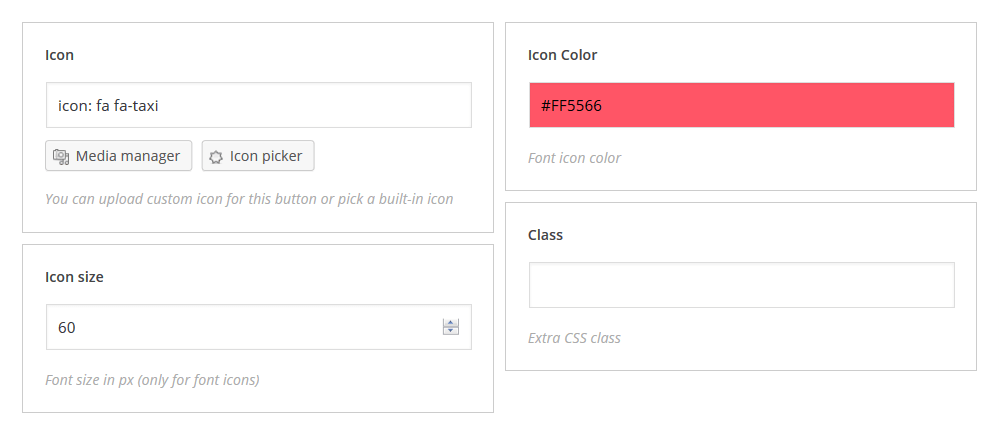 Icon
icon: fa fa-taxi
Media manager
Icon picker
You can upload custom icon for this button or pick a built-in icon
Icon size
60
Font size in px (only for font icons)
Icon Color
#FF5566
Font icon color
Class
Extra CSS class